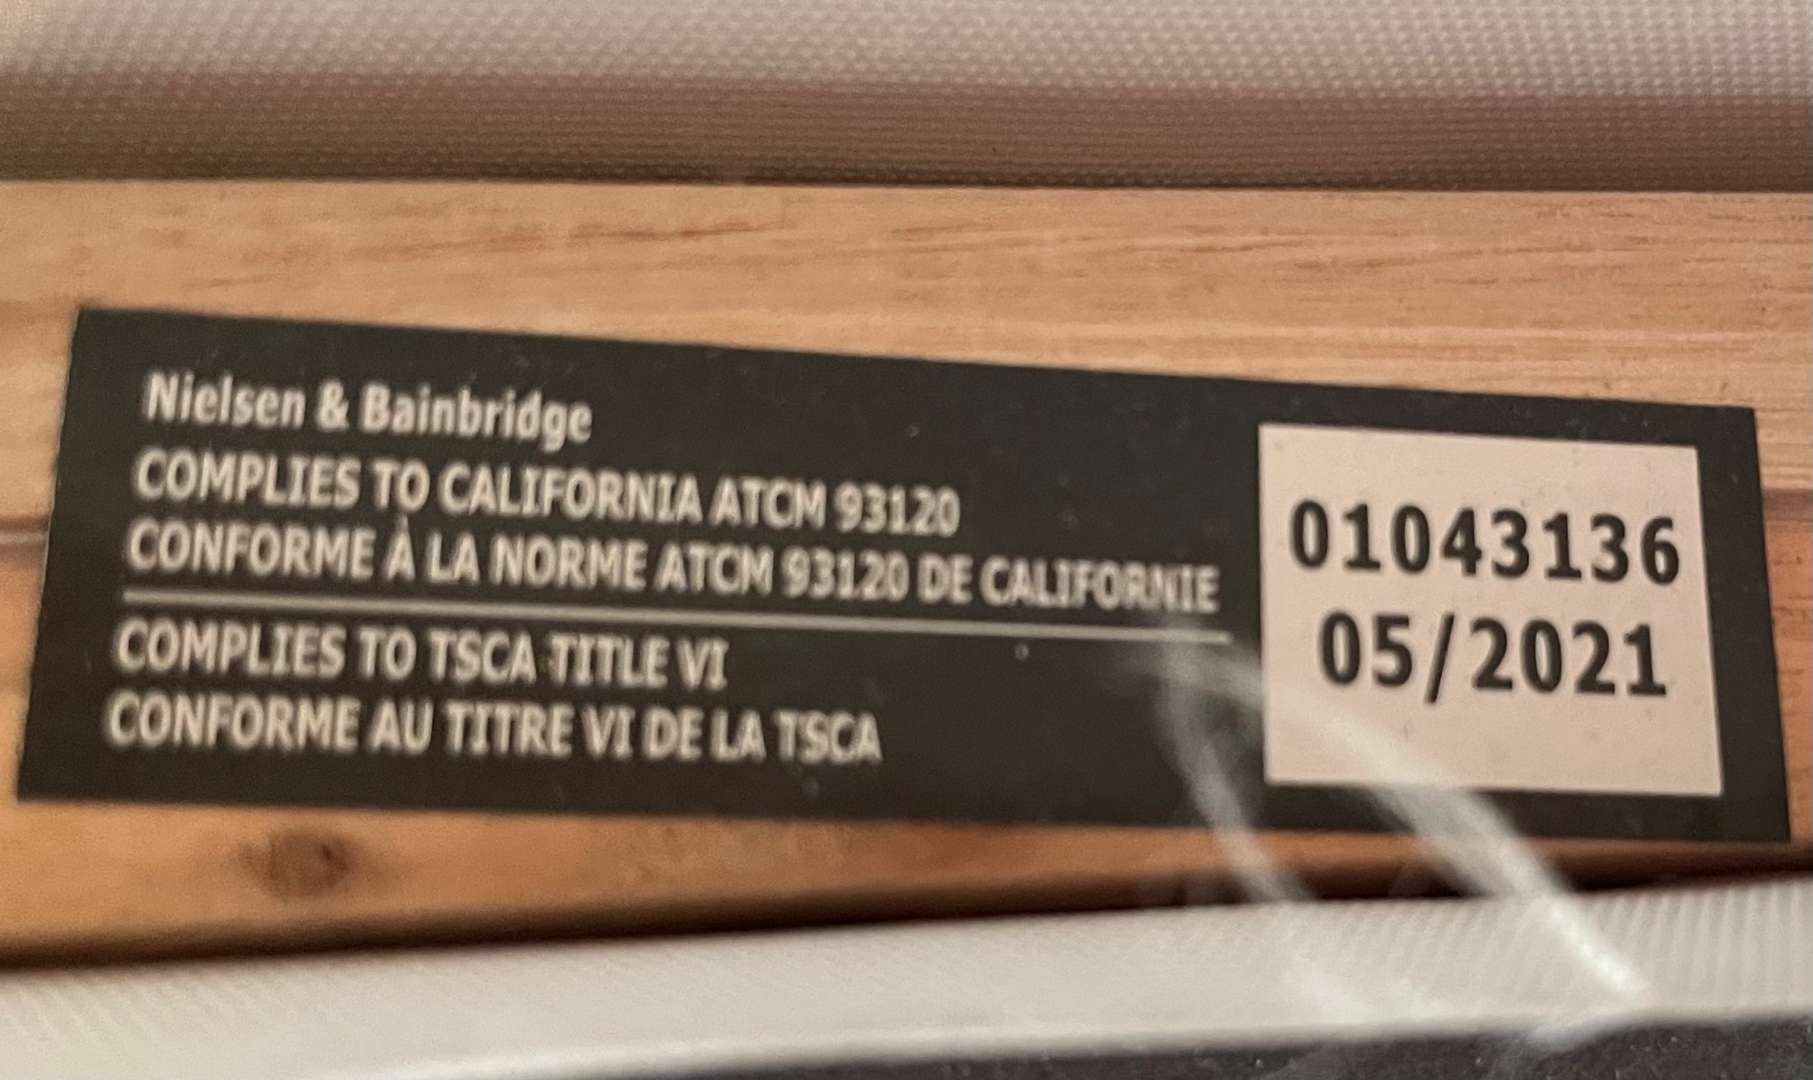 Nielsen & Bainbridge
COMPLIES TO CALIFORNIA ATCM 93120
CONFORME À LA NORME ATCM 93120 DE CALIFORNIE
COMPLIES TO TSCA TITLE VI
CONFORME AU TITRE VI DE LA TSCA
01043136
05/2021